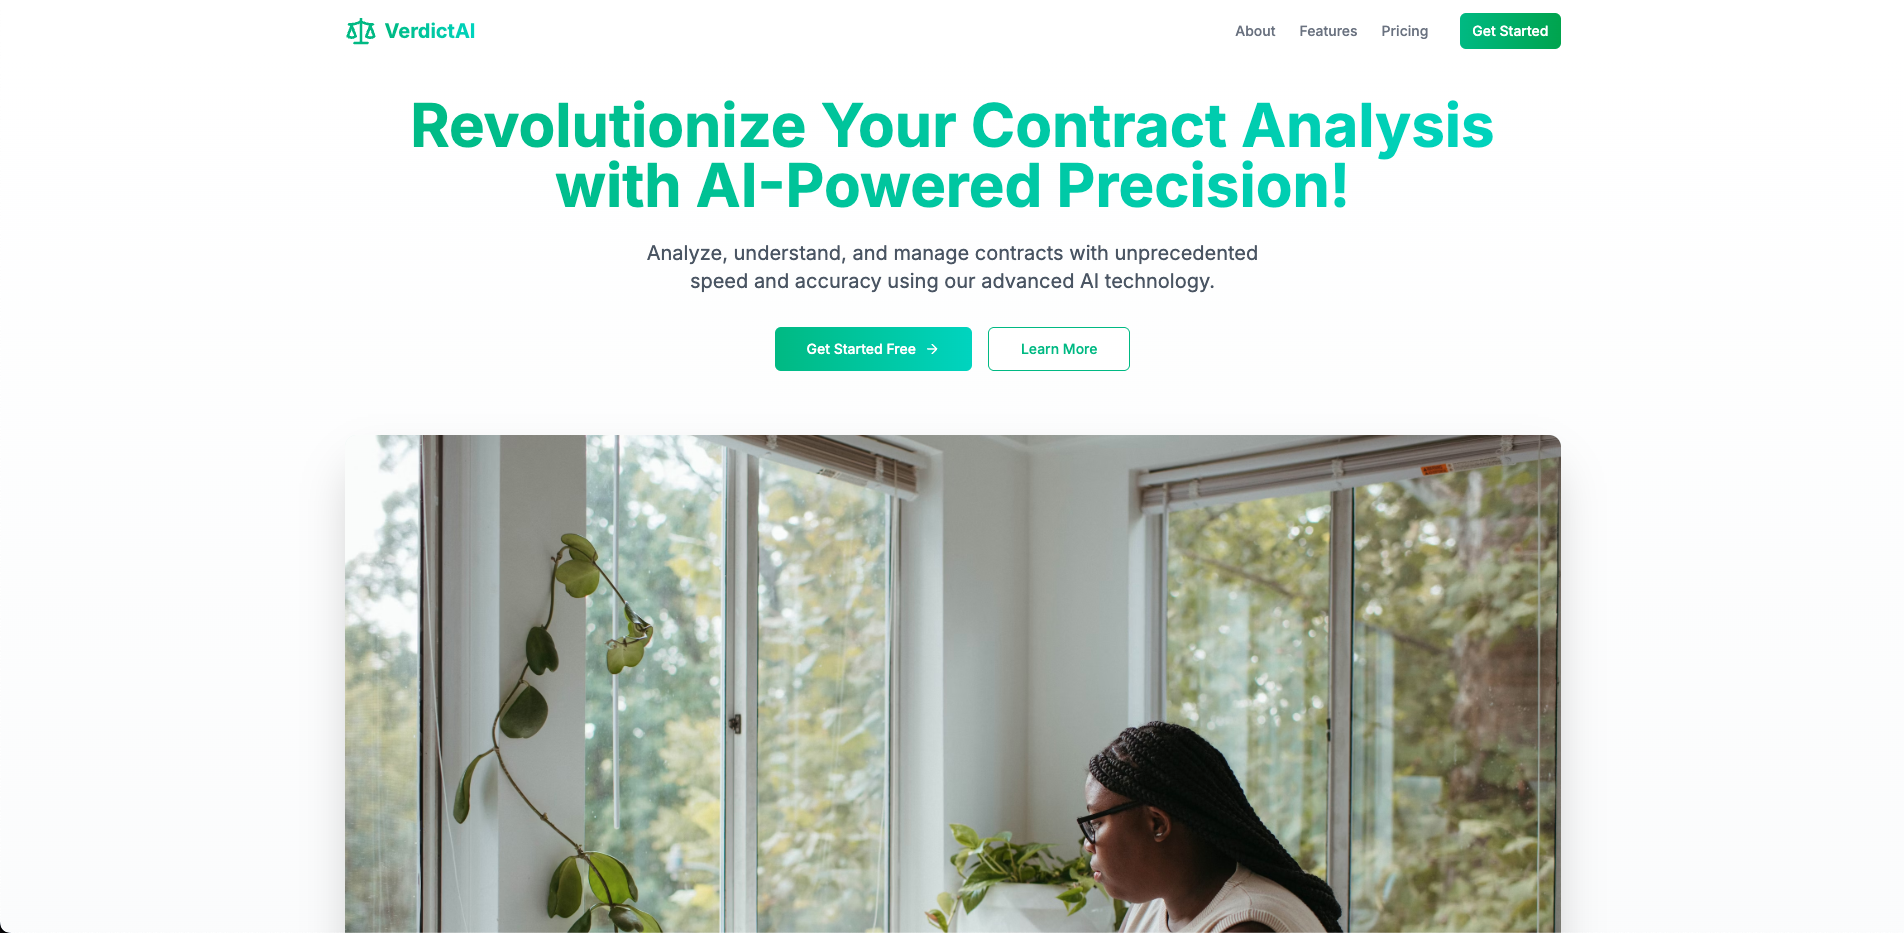 VerdictAI
About Features Pricing Get Started
Revolutionize Your Contract Analysis
with AI-Powered Precision!
Analyze, understand, and manage contracts with unprecedented
speed and accuracy using our advanced AI technology.
Get Started Free →
Learn More